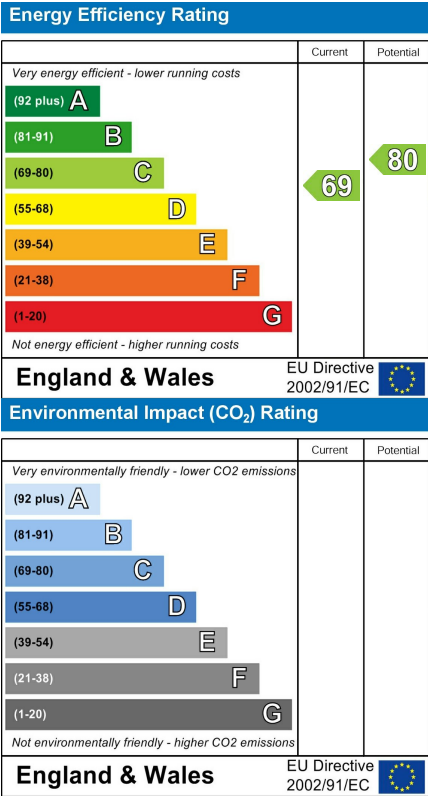 Energy Efficiency Rating
Current Potential
Very energy efficient - lower running costs
(92 plus) A
(81-91) B
(69-80) C
(55-68) D
(39-54) E
(21-38) F
(1-20) G
69
80
Not energy efficient - higher running costs
England & Wales
EU Directive
2002/91/EC
Environmental Impact (CO₂) Rating
Current Potential
Very environmentally friendly - lower CO2 emissions
(92 plus) A
(81-91) B
(69-80) C
(55-68) D
(39-54) E
(21-38) F
(1-20) G
Not environmentally friendly - higher CO2 emissions
England & Wales
EU Directive
2002/91/EC